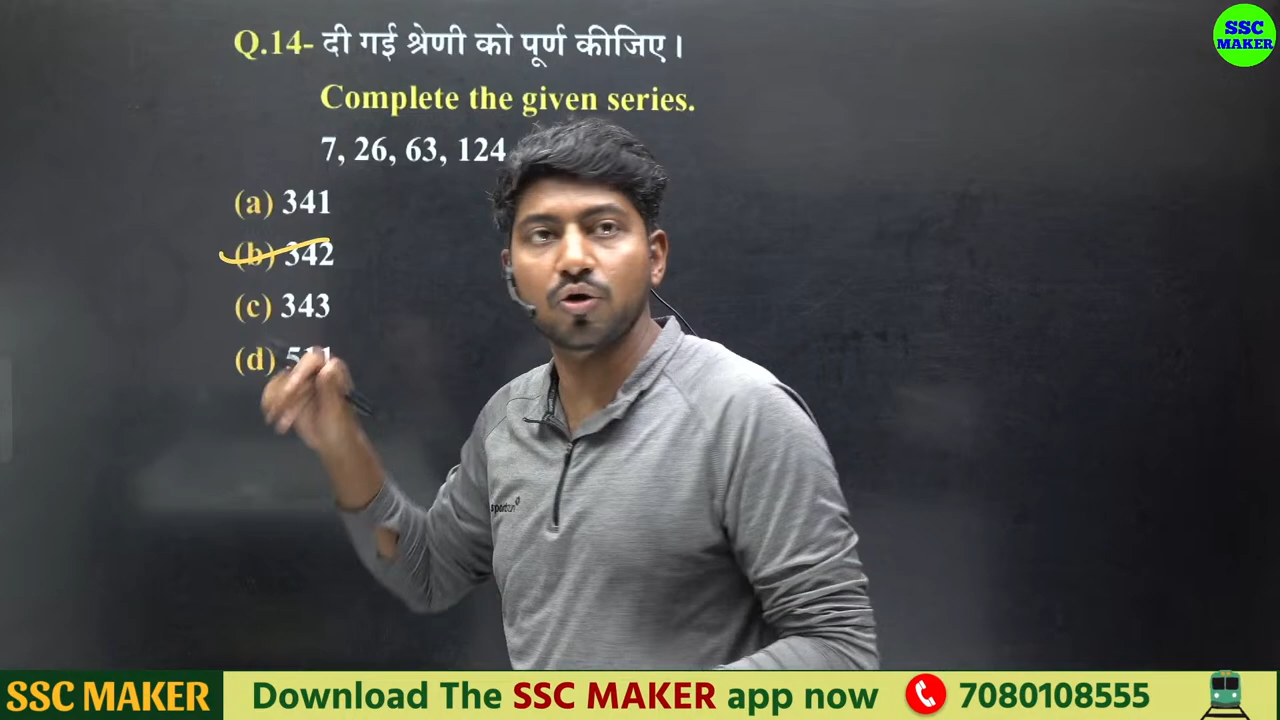 Q.14- दी गई श्रेणी को पूर्ण कीजिए।
Complete the given series.
7, 26, 63, 124
(a) 341
(b) 342
(c) 343
(d) 511
SSC
MAKER
SSC MAKER
Download The SSC MAKER app now
7080108555